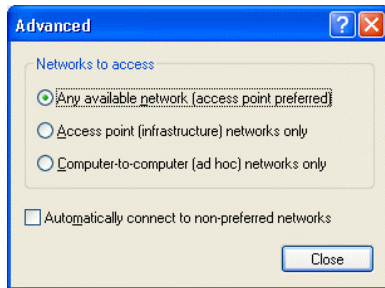 Advanced
Networks to access
Any available network (access point preferred)
Access point (infrastructure) networks only
Computer-to-computer (ad hoc) networks only
Automatically connect to non-preferred networks
Close